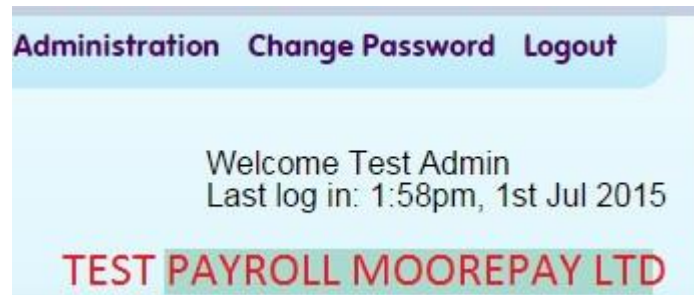 Administration Change Password Logout
Welcome Test Admin
Last log in: 1:58pm, 1st Jul 2015
TEST PAYROLL MOOREPAY LTD